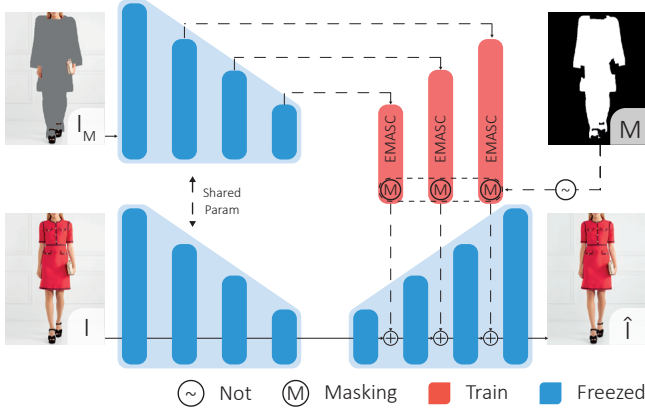 I_M
EMASC
EMASC
EMASC
M
M M M ~
Shared
Param
I
+ + +
Î
~ Not M Masking Train Freezed